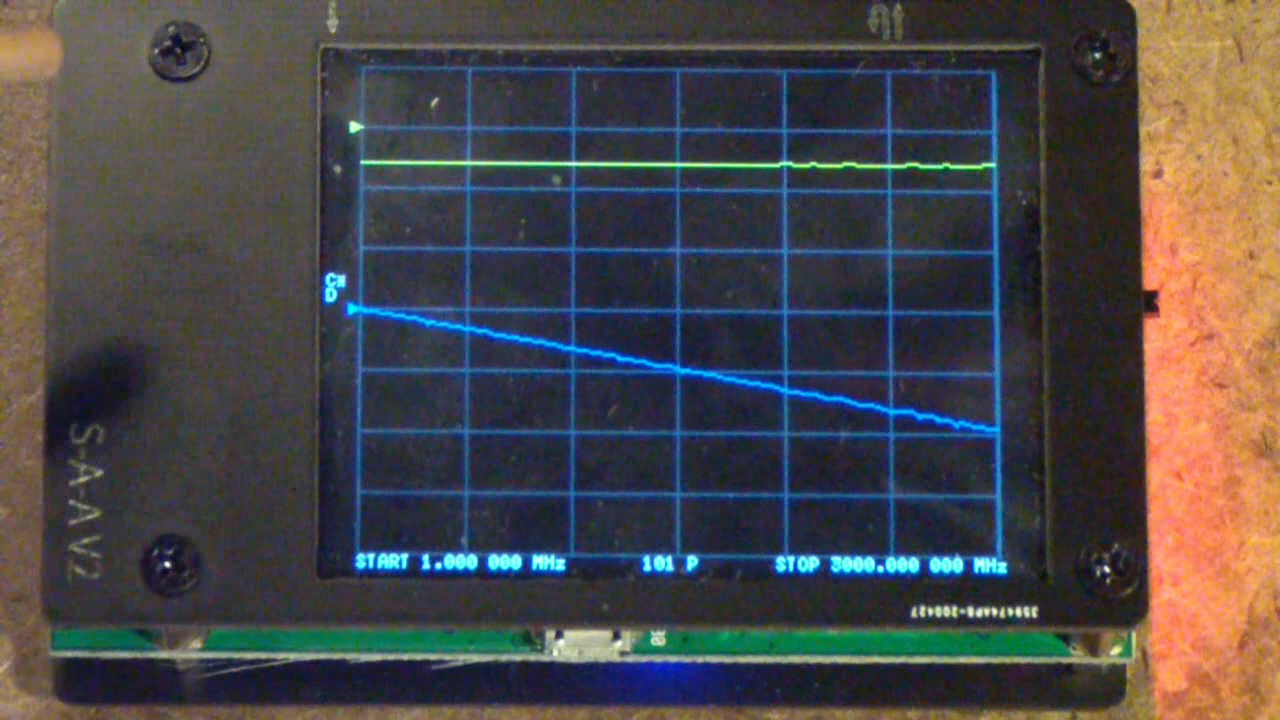 C*
D
START 1.000 000 MHz 101 P STOP 3000.000 000 MHz
S-A-A V2